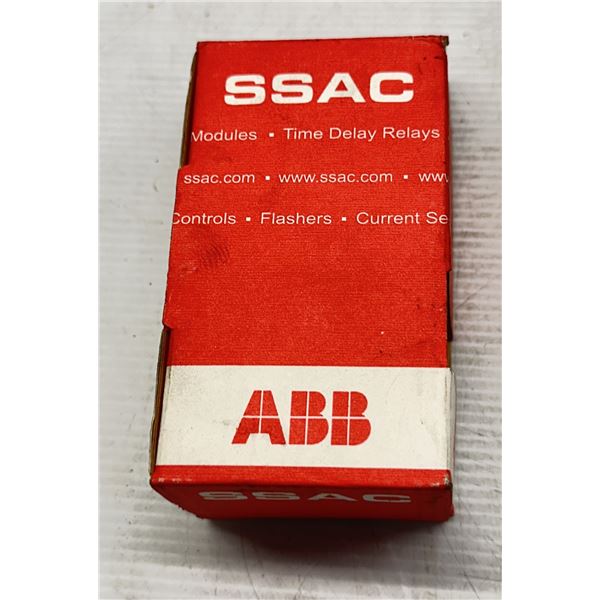 SSAC
Modules ▪ Time Delay Relays
ssac.com ▪ www.ssac.com ▪ ww
Controls ▪ Flashers ▪ Current Se
ABB
SSAC